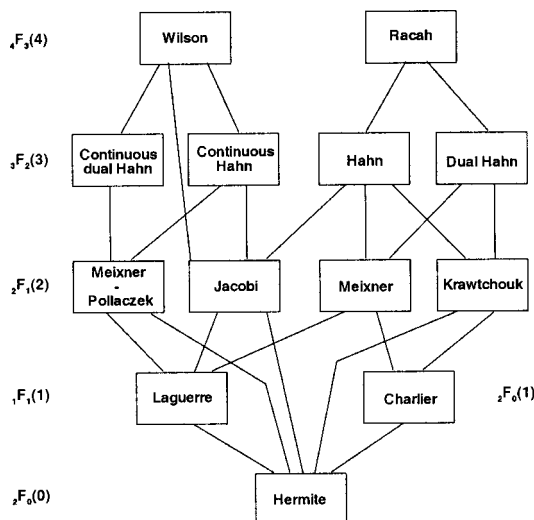 ₄F₃(4)
Wilson
Racah
₃F₂(3)
Continuous
dual Hahn
Continuous
Hahn
Hahn
Dual Hahn
₂F₁(2)
Meixner
-
Pollaczek
Jacobi
Meixner
Krawtchouk
₁F₁(1)
Laguerre
Charlier
₂F₀(1)
₂F₀(0)
Hermite